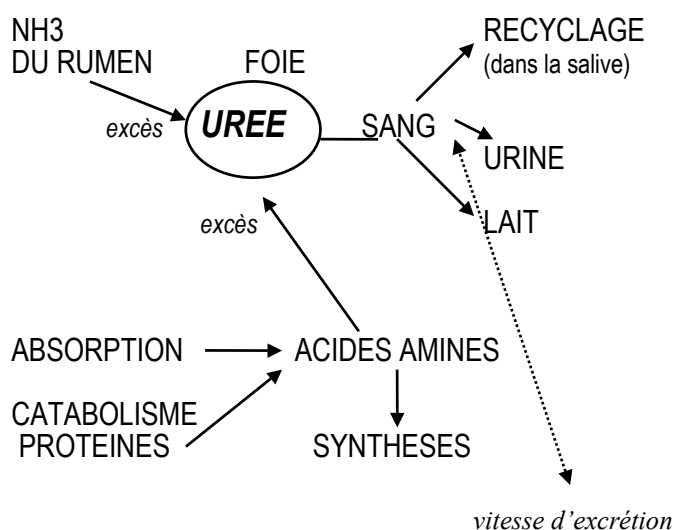 NH3
DU RUMEN
FOIE
RECYCLAGE
(dans la salive)
excès
UREE
SANG
URINE
LAIT
excès
ABSORPTION
ACIDES AMINES
CATABOLISME
PROTEINES
SYNTHESES
vitesse d'excrétion